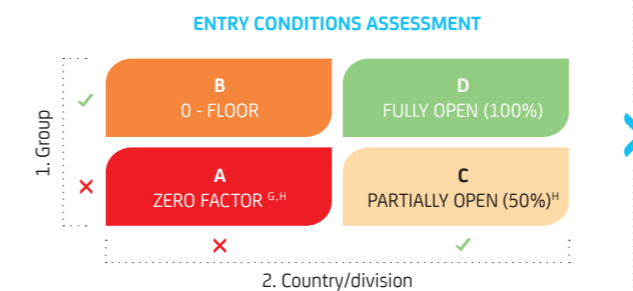 ENTRY CONDITIONS ASSESSMENT
1. Group
B
0 - FLOOR
D
FULLY OPEN (100%)
A
ZERO FACTOR G,H
C
PARTIALLY OPEN (50%)H
2. Country/division